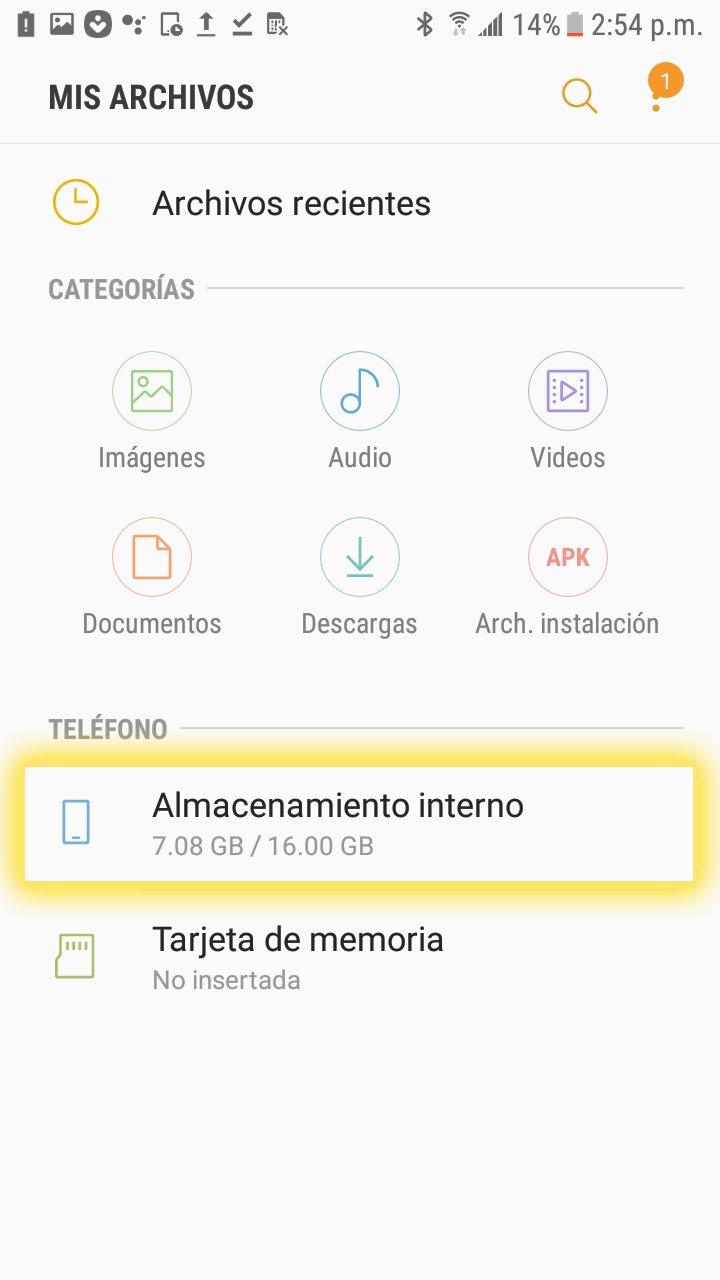 14% 2:54 p.m.
MIS ARCHIVOS
1
Archivos recientes
CATEGORÍAS
Imágenes Audio Videos
APK
Documentos Descargas Arch. instalación
TELÉFONO
Almacenamiento interno
7.08 GB / 16.00 GB
Tarjeta de memoria
No insertada